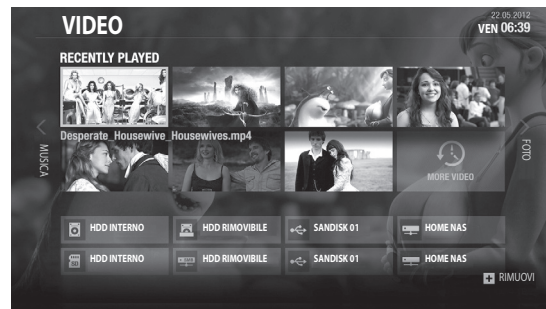 VIDEO
22.05.2012
VEN 06:39
RECENTLY PLAYED
Desperate_Housewive_Housewives.mp4
MUSICA
FOTO
MORE VIDEO
HDD INTERNO
HDD RIMOVIBILE
SANDISK 01
HOME NAS
HDD INTERNO
HDD RIMOVIBILE
SANDISK 01
HOME NAS
RIMUOVI